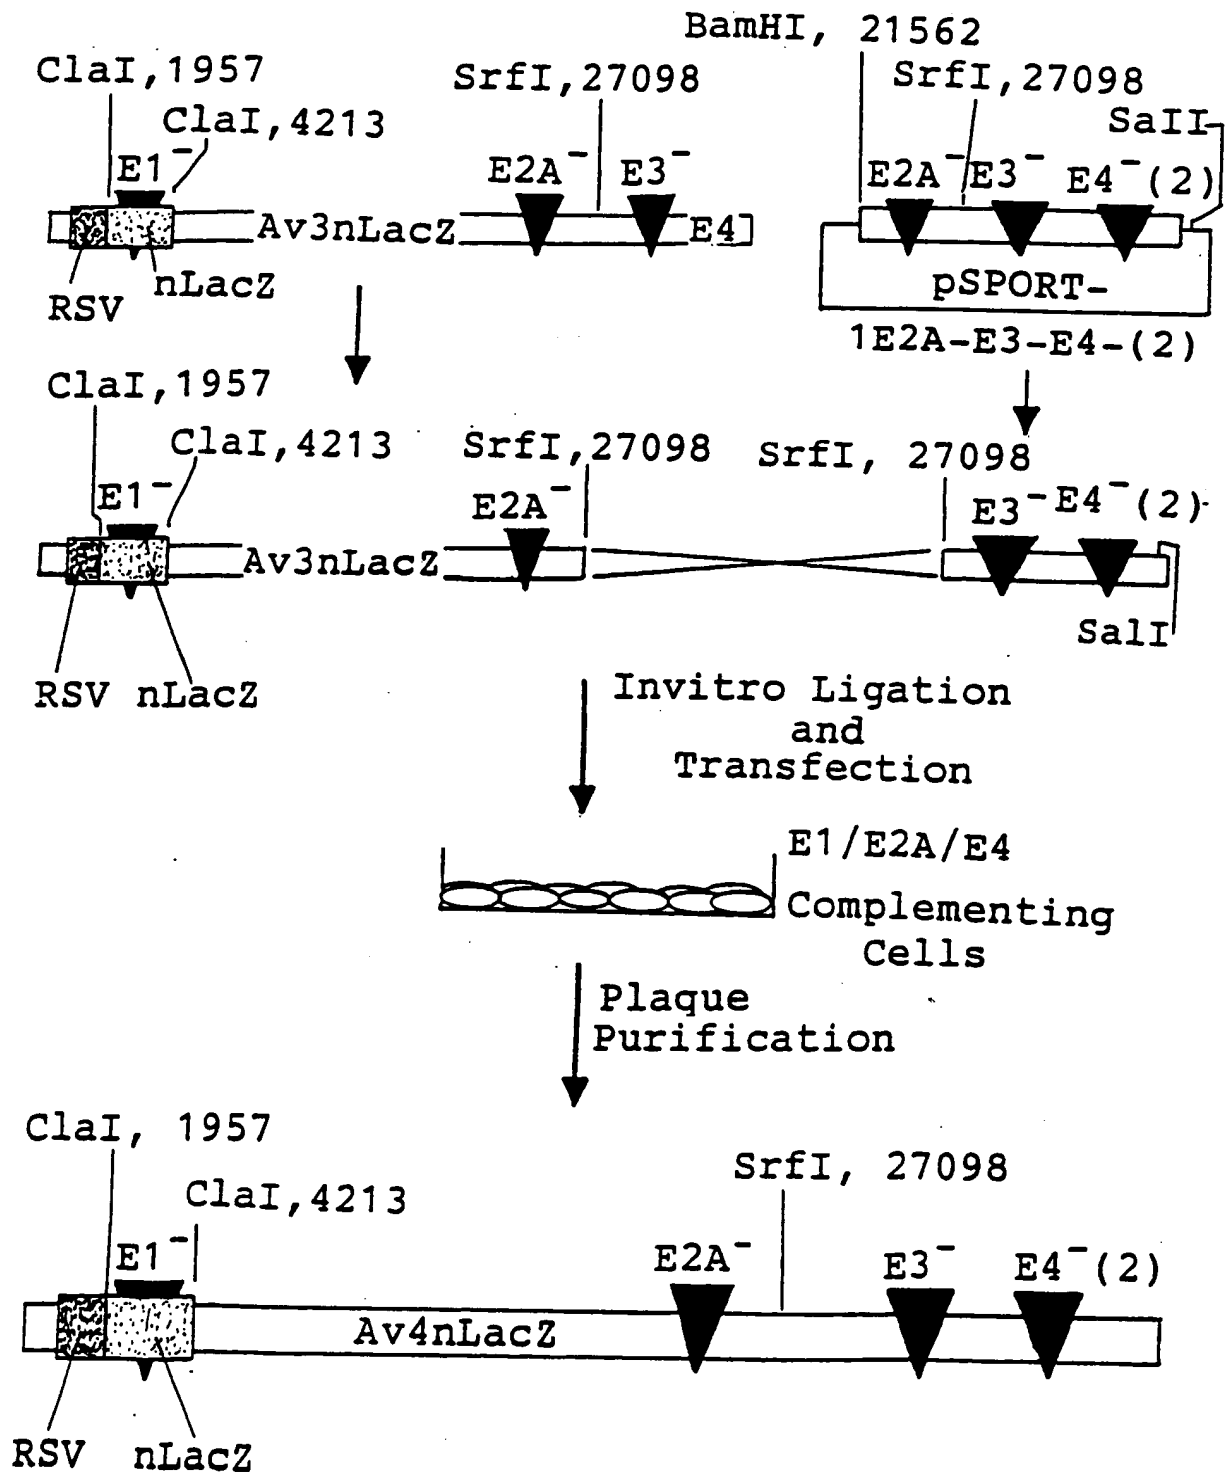 BamHI, 21562
ClaI,1957
SrfI,27098
SrfI,27098
ClaI,4213
SaII
E1⁻
E2A⁻
E3⁻
E2A⁻
E3⁻
E4⁻(2)
Av3nLacZ
E4
RSV
nLacZ
pSPORT-
1E2A-E3-E4-(2)
ClaI,1957
ClaI,4213
SrfI,27098
SrfI, 27098
E1⁻
E2A⁻
E3⁻
E4⁻(2)
Av3nLacZ
SalI
RSV
nLacZ
Invitro Ligation
and
Transfection
E1/E2A/E4
Complementing
Cells
Plaque
Purification
ClaI, 1957
ClaI,4213
SrfI, 27098
E1⁻
E2A⁻
E3⁻
E4⁻(2)
Av4nLacZ
RSV
nLacZ